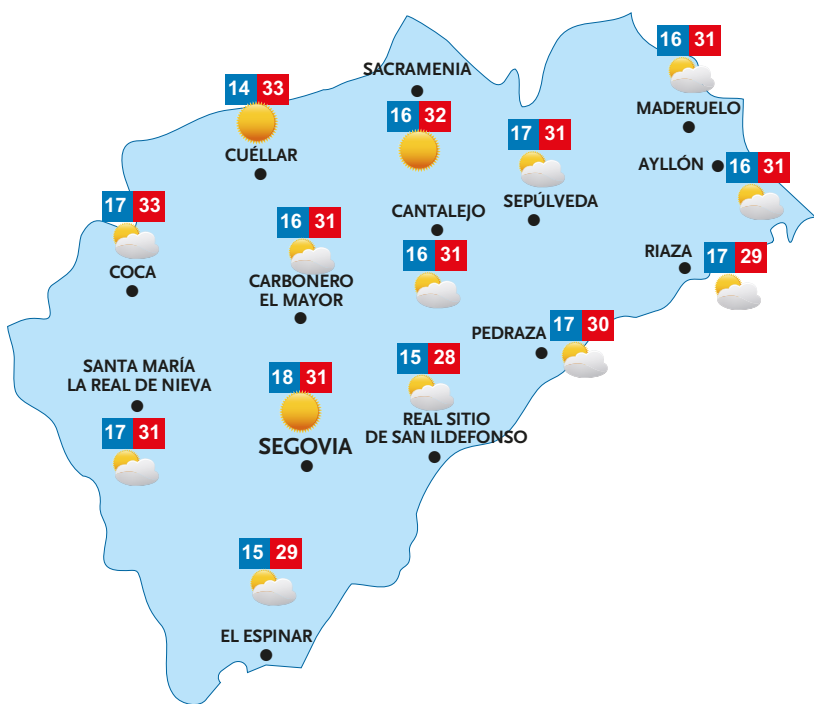 16 31
MADERUELO
SACRAMENIA
16 32
14 33
CUÉLLAR
17 31
SEPÚLVEDA
AYLLÓN
16 31
17 33
COCA
16 31
CARBONERO
EL MAYOR
CANTALEJO
16 31
RIAZA
17 29
PEDRAZA
17 30
SANTA MARÍA
LA REAL DE NIEVA
17 31
18 31
SEGOVIA
15 28
REAL SITIO
DE SAN ILDEFONSO
15 29
EL ESPINAR